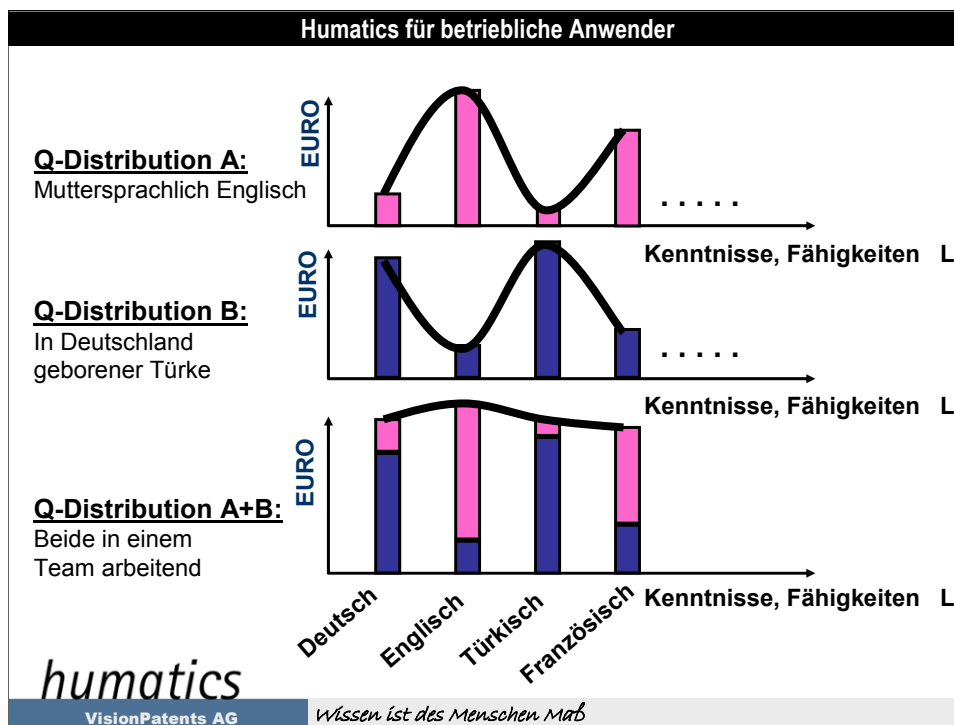 Humatics für betriebliche Anwender
EURO
Q-Distribution A:
Muttersprachlich Englisch
. . . . .
Kenntnisse, Fähigkeiten L
EURO
Q-Distribution B:
In Deutschland
geborener Türke
. . . . .
Kenntnisse, Fähigkeiten L
EURO
Q-Distribution A+B:
Beide in einem
Team arbeitend
Kenntnisse, Fähigkeiten L
Deutsch
Englisch
Türkisch
Französisch
humatics
VisionPatents AG
Wissen ist des Menschen Maß